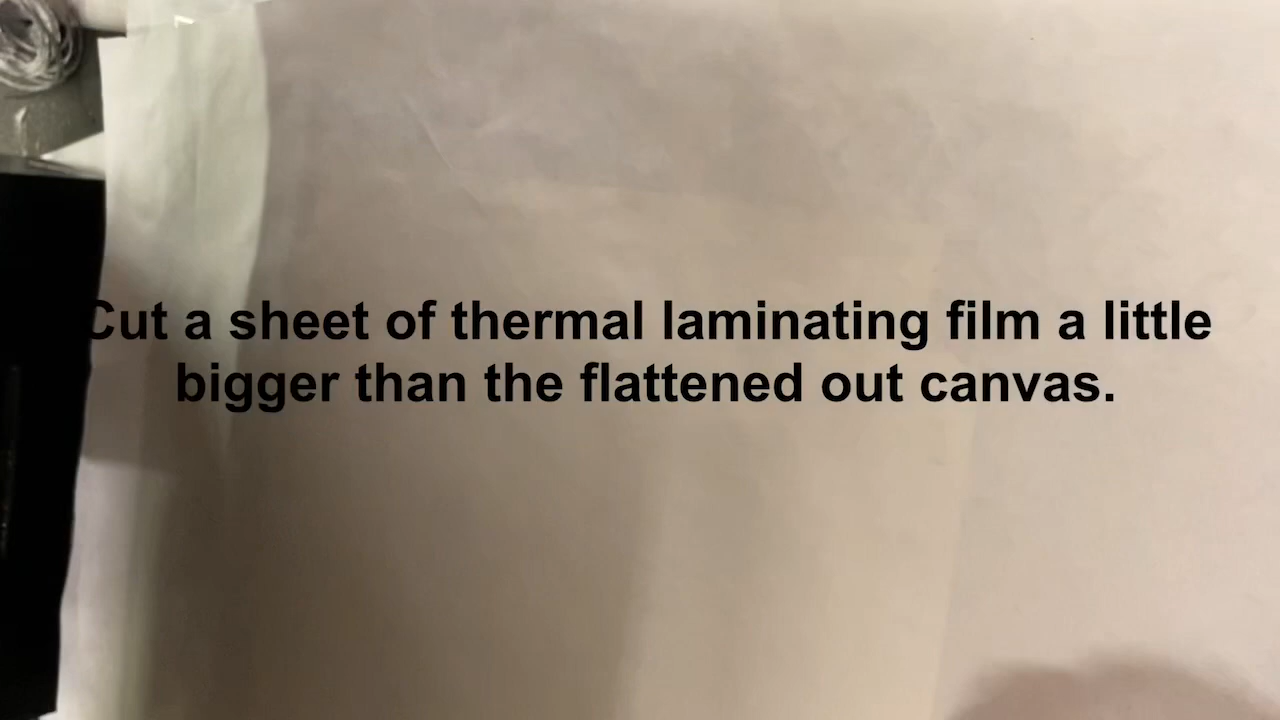 Cut a sheet of thermal laminating film a little
bigger than the flattened out canvas.